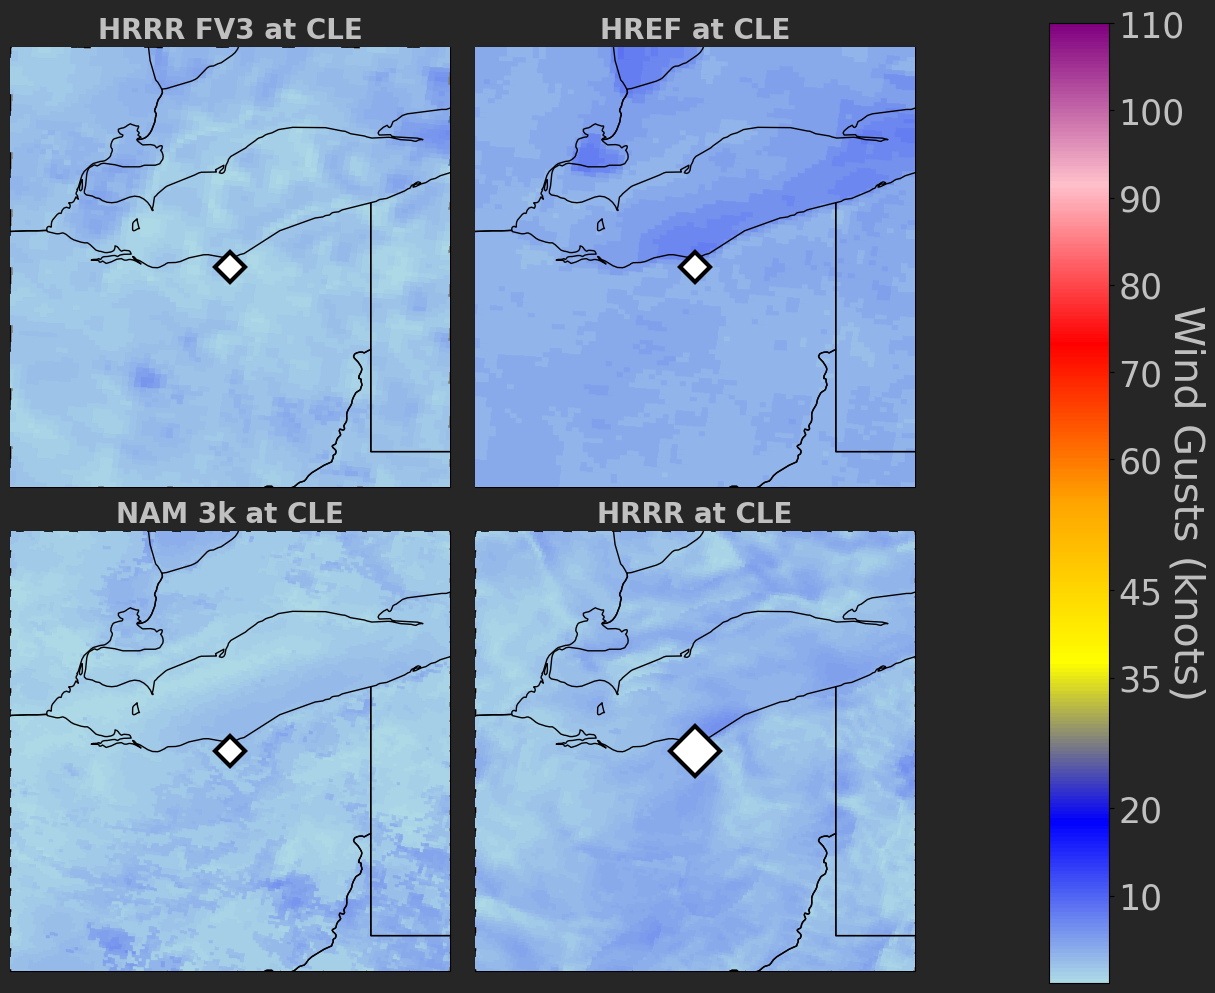 HRRR FV3 at CLE
HREF at CLE
NAM 3k at CLE
HRRR at CLE
110
100
90
80
70
60
45
35
20
10
Wind Gusts (knots)